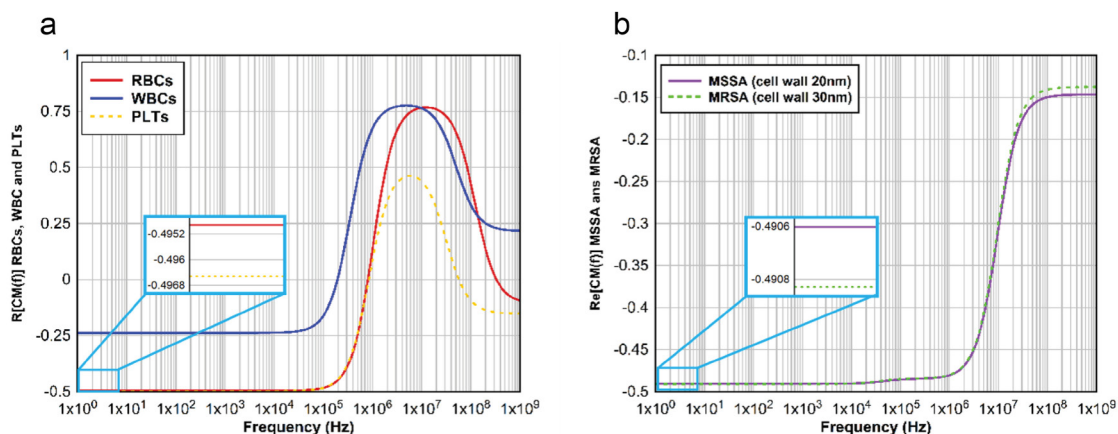 a
R[CM(f)] RBCs, WBC and PLTs
1
0.75
0.5
0.25
0
-0.25
-0.5
RBCs
WBCs
PLTs
-0.4952
-0.496
-0.4968
1x10⁰ 1x10¹ 1x10² 1x10³ 1x10⁴ 1x10⁵ 1x10⁶ 1x10⁷ 1x10⁸ 1x10⁹
Frequency (Hz)
b
Re[CM(f)] MSSA ans MRSA
-0.1
-0.15
-0.2
-0.25
-0.3
-0.35
-0.4
-0.45
-0.5
MSSA (cell wall 20nm)
MRSA (cell wall 30nm)
-0.4906
-0.4908
1x10⁰ 1x10¹ 1x10² 1x10³ 1x10⁴ 1x10⁵ 1x10⁶ 1x10⁷ 1x10⁸ 1x10⁹
Frequency (Hz)